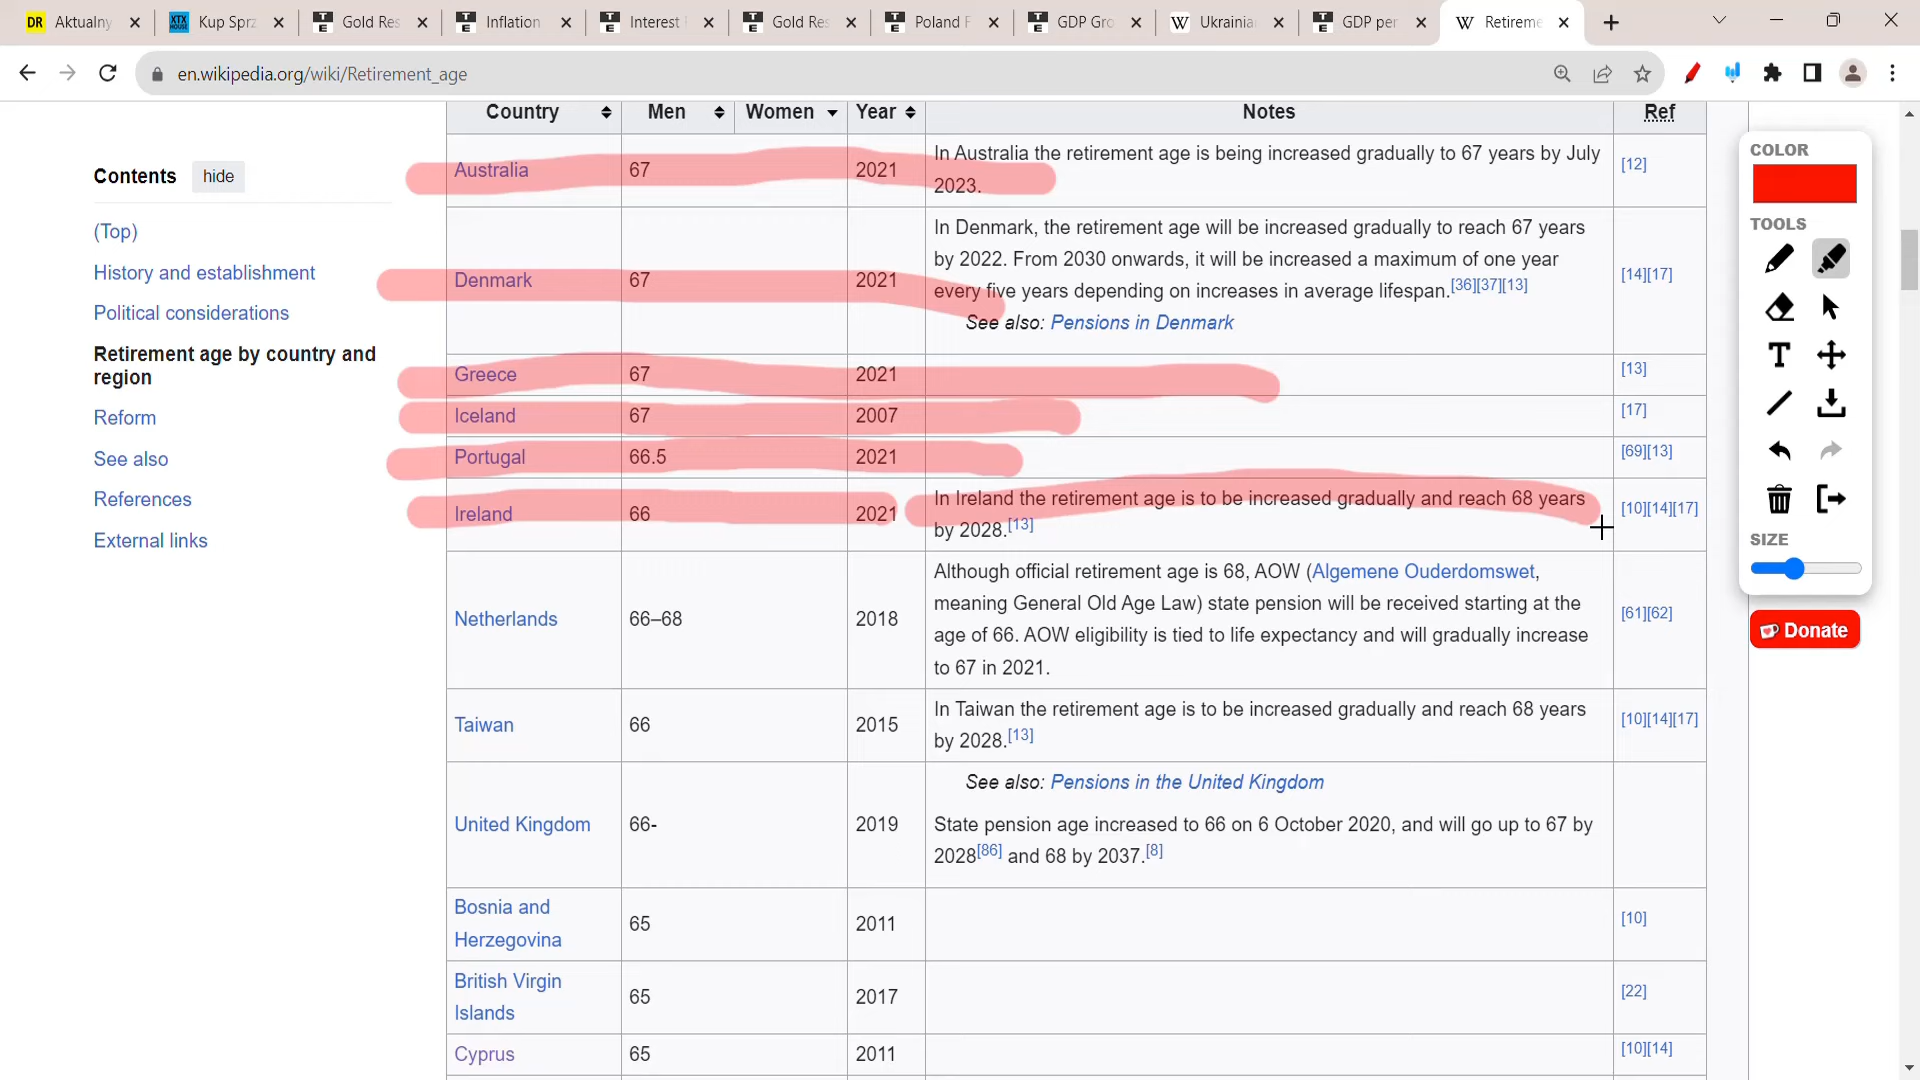 DR Aktualny
XTX HOUSE Kup Sprz
TE Gold Res
TE Inflation
TE Interest
TE Gold Res
TE Poland F
TE GDP Gro
W Ukrainia
TE GDP per
W Retireme
en.wikipedia.org/wiki/Retirement_age
Contents hide
(Top)
History and establishment
Political considerations
Retirement age by country and
region
Reform
See also
References
External links
Country Men Women Year Notes Ref
Australia 67 2021 In Australia the retirement age is being increased gradually to 67 years by July
2023. [12]
Denmark 67 2021 In Denmark, the retirement age will be increased gradually to reach 67 years
by 2022. From 2030 onwards, it will be increased a maximum of one year
every five years depending on increases in average lifespan.[36][37][13]
See also: Pensions in Denmark [14][17]
Greece 67 2021 [13]
Iceland 67 2007 [17]
Portugal 66.5 2021 [69][13]
Ireland 66 2021 In Ireland the retirement age is to be increased gradually and reach 68 years
by 2028.[13] [10][14][17]
Netherlands 66–68 2018 Although official retirement age is 68, AOW (Algemene Ouderdomswet,
meaning General Old Age Law) state pension will be received starting at the
age of 66. AOW eligibility is tied to life expectancy and will gradually increase
to 67 in 2021. [61][62]
Taiwan 66 2015 In Taiwan the retirement age is to be increased gradually and reach 68 years
by 2028.[13] [10][14][17]
United Kingdom 66- 2019 See also: Pensions in the United Kingdom
State pension age increased to 66 on 6 October 2020, and will go up to 67 by
2028[86] and 68 by 2037.[8]
Bosnia and
Herzegovina 65 2011 [10]
British Virgin
Islands 65 2017 [22]
Cyprus 65 2011 [10][14]
COLOR
TOOLS
T
SIZE
Donate